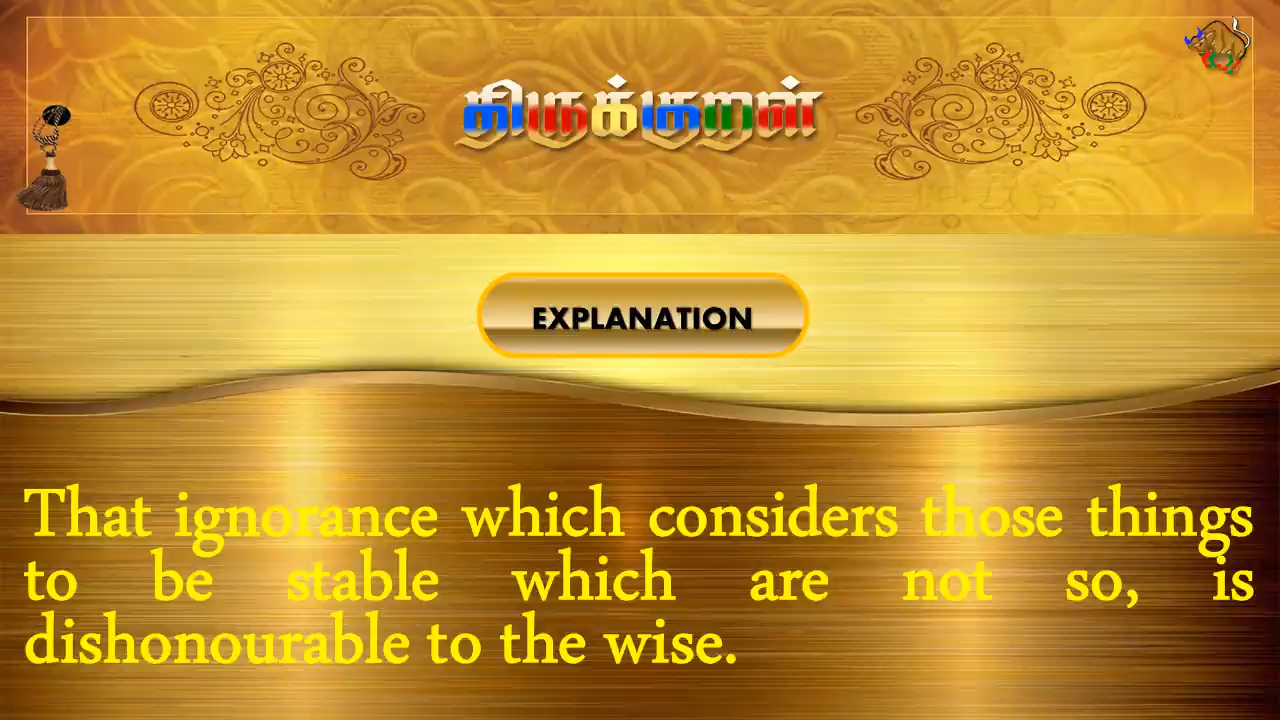 திருக்குறள்
EXPLANATION
That ignorance which considers those things
to be stable which are not so, is
dishonourable to the wise.